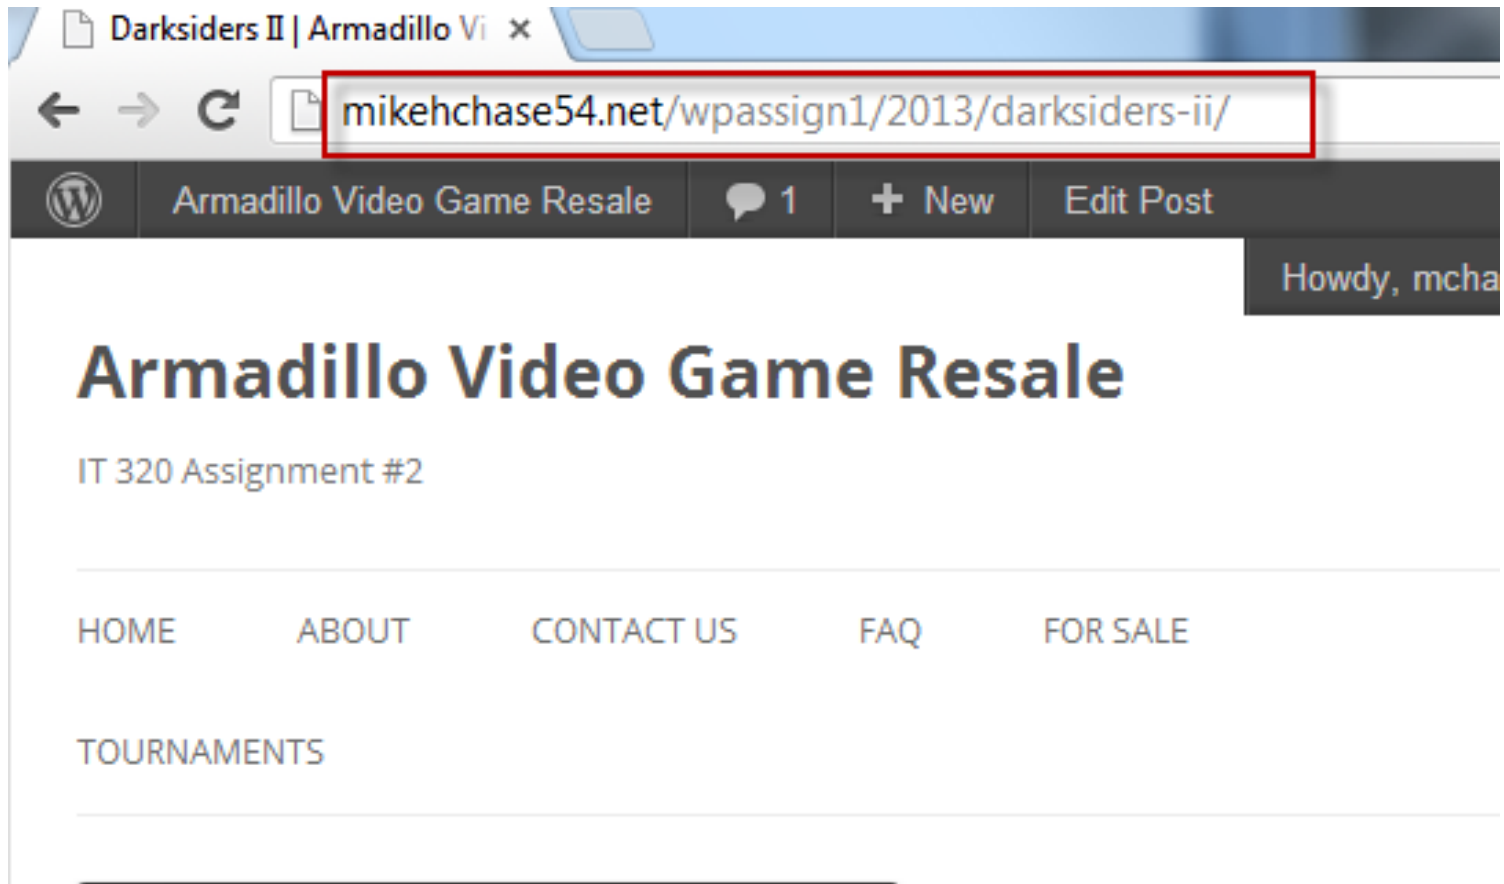 Darksiders II | Armadillo Vi
mikehchase54.net/wpassign1/2013/darksiders-ii/
Armadillo Video Game Resale 1 + New Edit Post
Howdy, mcha
Armadillo Video Game Resale
IT 320 Assignment #2
HOME ABOUT CONTACT US FAQ FOR SALE
TOURNAMENTS